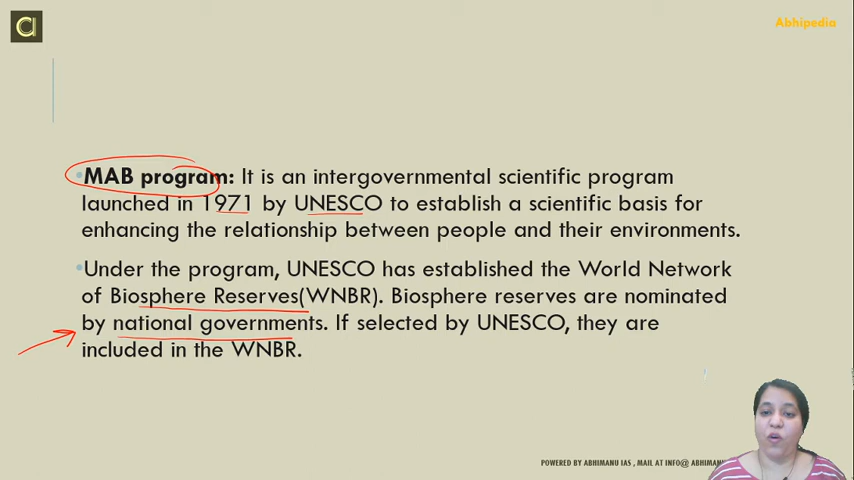 Abhipedia
MAB program: It is an intergovernmental scientific program
launched in 1971 by UNESCO to establish a scientific basis for
enhancing the relationship between people and their environments.
Under the program, UNESCO has established the World Network
of Biosphere Reserves(WNBR). Biosphere reserves are nominated
by national governments. If selected by UNESCO, they are
included in the WNBR.
POWERED BY ABHIMANU IAS , MAIL AT INFO@ ABHIMANU